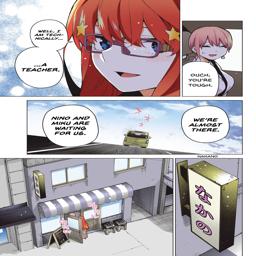 WELL, I
AM TECH-
NICALLY...
...A
TEACHER.
OUCH,
YOU'RE
TOUGH.
NINO AND
MIKU ARE
WAITING
FOR US.
WE'RE
ALMOST
THERE.
NAKANO
なかの